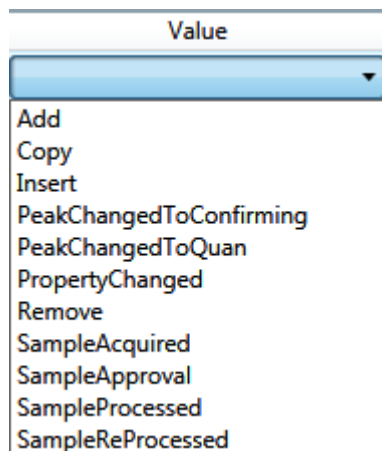 Value
Add
Copy
Insert
PeakChangedToConfirming
PeakChangedToQuan
PropertyChanged
Remove
SampleAcquired
SampleApproval
SampleProcessed
SampleReProcessed